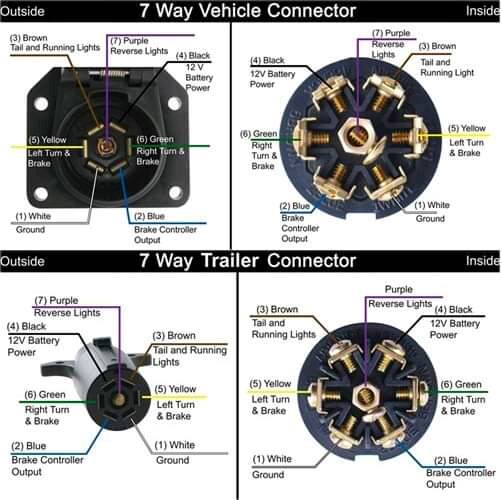 Outside
7 Way Vehicle Connector
Inside
(3) Brown
Tail and Running Lights
(7) Purple
Reverse Lights
(4) Black
12 V
Battery
Power
(5) Yellow
Left Turn &
Brake
(6) Green
Right Turn &
Brake
(1) White
Ground
(2) Blue
Brake Controller
Output
Purple
Reverse
Lights
(3) Brown
Tail and
Running Light
(4) Black
12V Battery
Power
(6) Green
Right
Turn &
Brake
(5) Yellow
Left Turn
& Brake
(2) Blue
Brake Controller
Output
(1) White
Ground
Outside
7 Way Trailer Connector
Inside
(7) Purple
Reverse Lights
(4) Black
12V Battery
Power
(3) Brown
Tail and Running
Lights
(6) Green
Right Turn
& Brake
(5) Yellow
Left Turn
& Brake
(2) Blue
Brake Controller
Output
(1) White
Ground
Purple
Reverse Lights
(3) Brown
Tail and
Running
Lights
(4) Black
12V Battery
Power
(5) Yellow
Left Turn
& Brake
(6) Green
Right Turn
& Brake
(1) White
Ground
(2) Blue
Brake Controller
Output